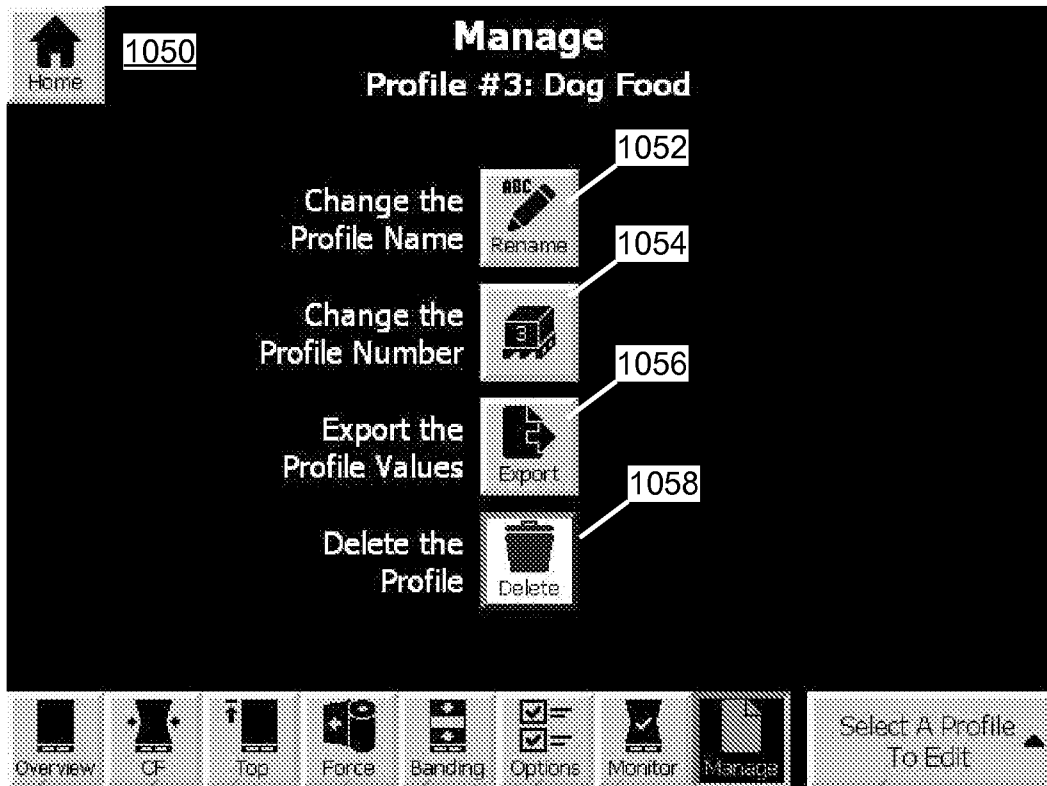 Home
1050
Manage
Profile #3: Dog Food
1052
Change the
Profile Name
ABC
Rename
1054
Change the
Profile Number
3
1056
Export the
Profile Values
Export
1058
Delete the
Profile
Delete
Overview
CF
Top
Force
Banding
Options
Monitor
Manage
Select A Profile
To Edit